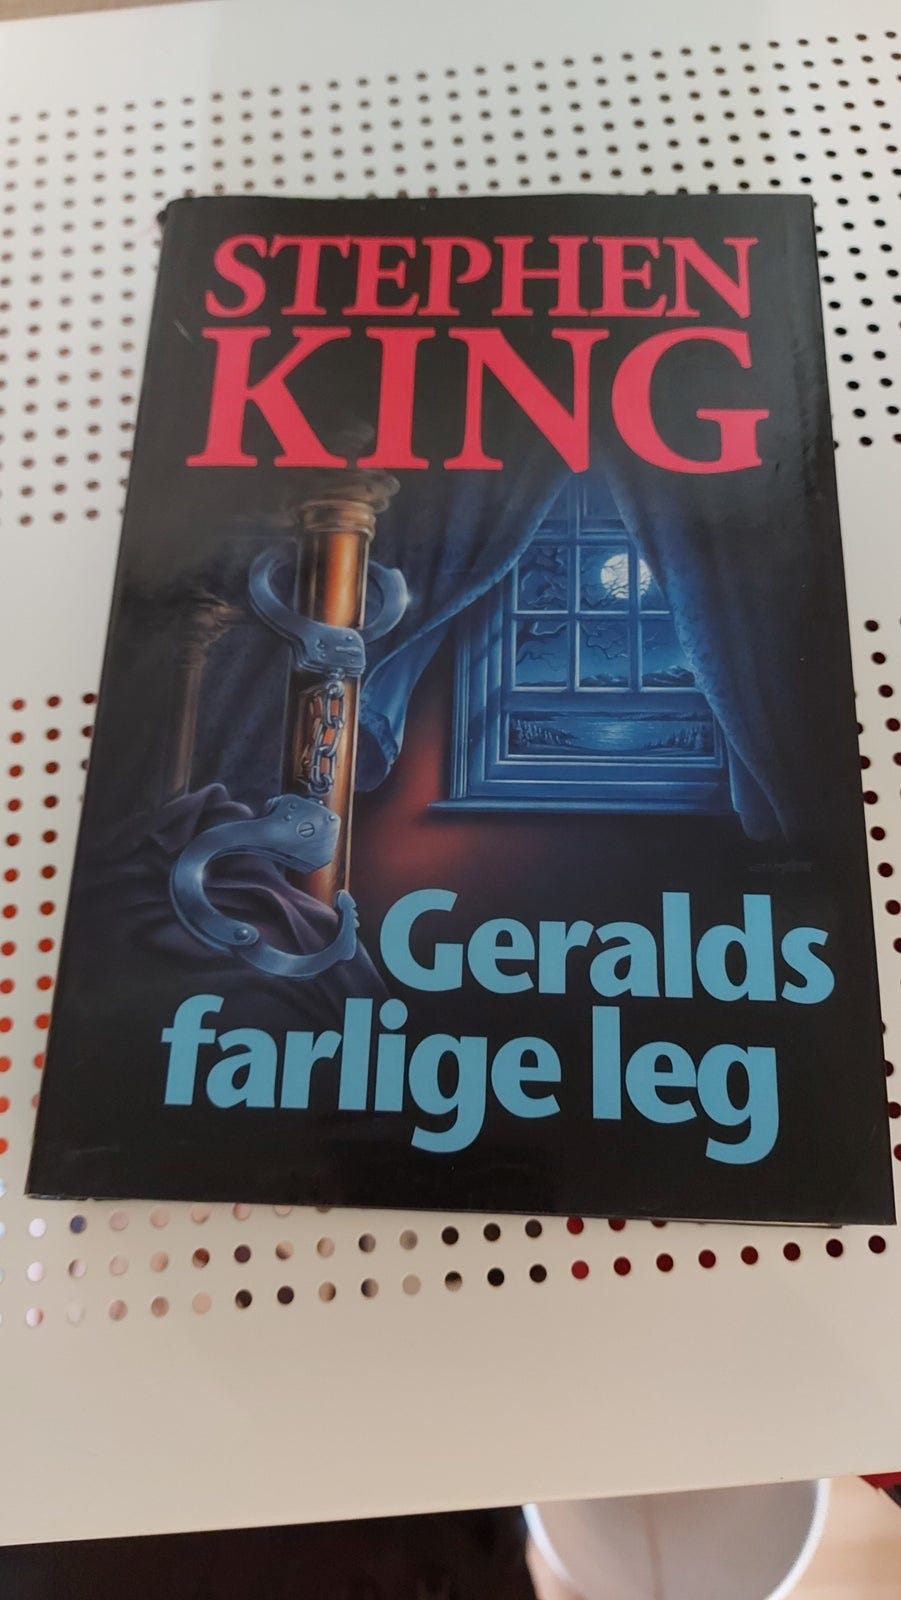 STEPHEN
KING
Geralds
farlige leg